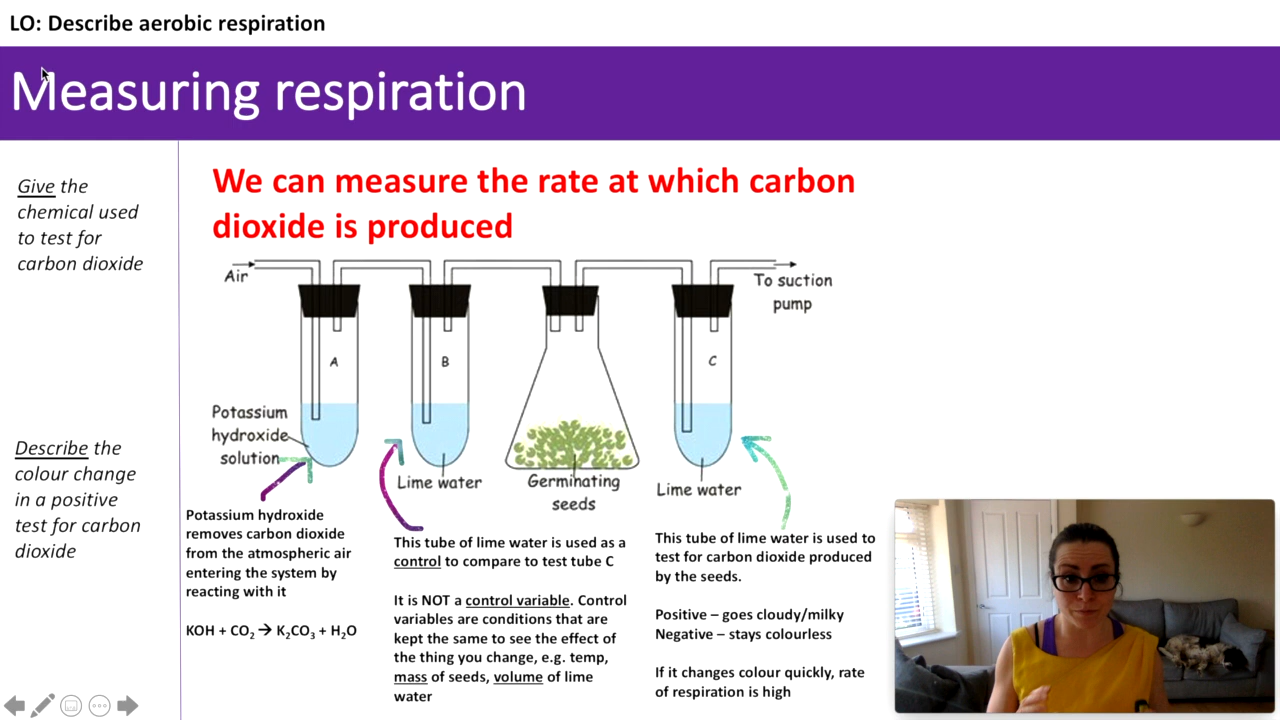 LO: Describe aerobic respiration
Measuring respiration
Give the
chemical used
to test for
carbon dioxide
Describe the
colour change
in a positive
test for carbon
dioxide
We can measure the rate at which carbon
dioxide is produced
Air
To suction
pump
A
B
C
Potassium
hydroxide
solution
Lime water
Germinating
seeds
Lime water
Potassium hydroxide
removes carbon dioxide
from the atmospheric air
entering the system by
reacting with it
KOH + CO₂ → K₂CO₃ + H₂O
This tube of lime water is used as a
control to compare to test tube C
It is NOT a control variable. Control
variables are conditions that are
kept the same to see the effect of
the thing you change, e.g. temp,
mass of seeds, volume of lime
water
This tube of lime water is used to
test for carbon dioxide produced
by the seeds.
Positive – goes cloudy/milky
Negative – stays colourless
If it changes colour quickly, rate
of respiration is high